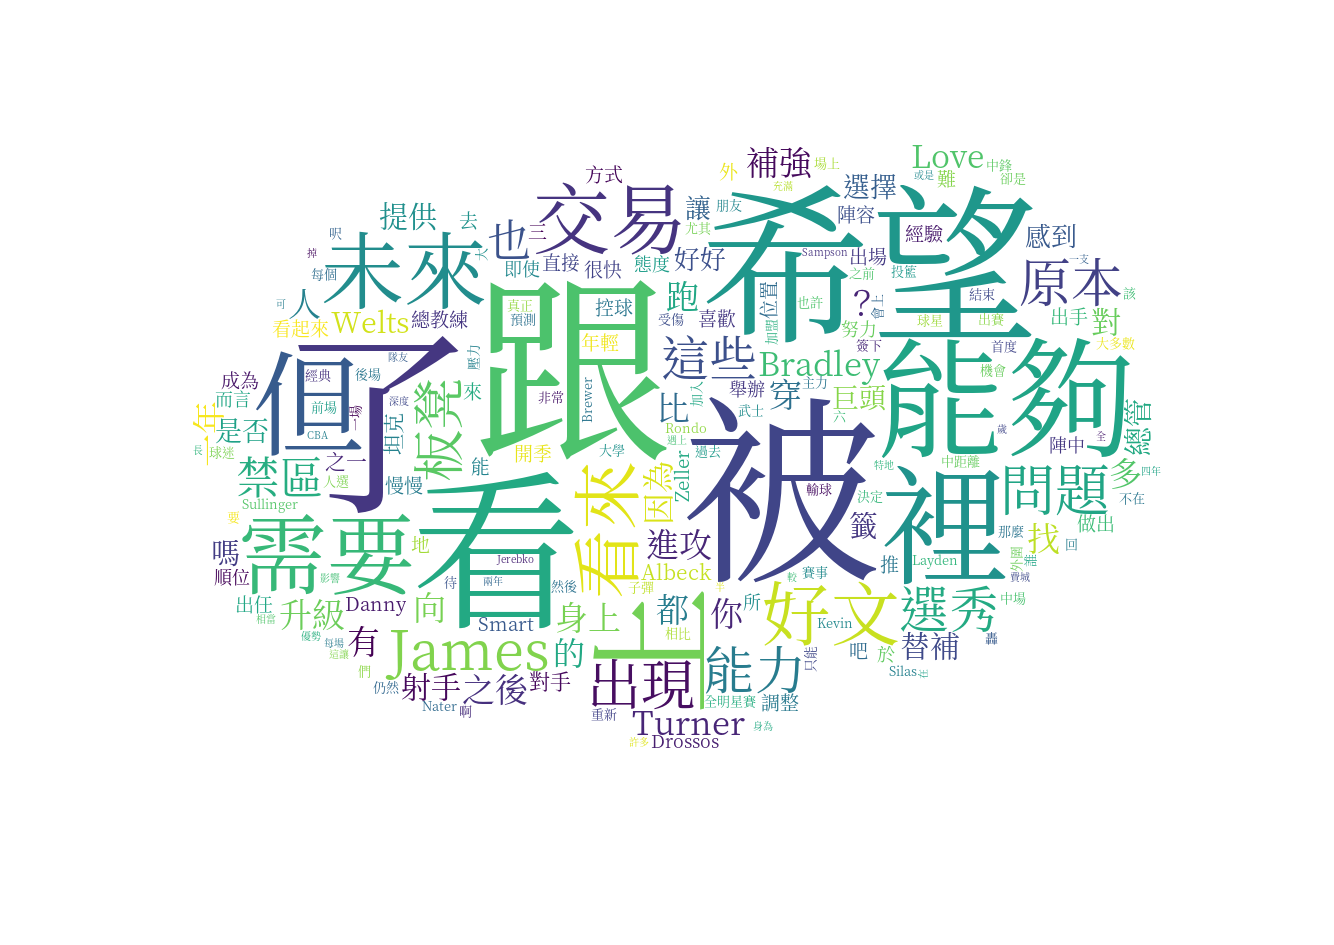 Love
中鋒
卻是
補強
場上
外
或是
難
充滿
方式
選擇
交易
讓
朋友
尤其
陣容
希望
經驗
感到
提供
去
也
三
呎
未來
大
掉
每個
即使
直接
很快
態度
好好
Sampson
出場
之前
投籃
一支
原本
可
人
真正
控球
跑
位置
也許
?
會上
結束
重
該
看起來
Welts
總教練
預測
受傷
喜歡
加盟
努力
球星
出賽
出手
對
隊友
年輕
這些
Bradley
簽下
首度
大多數
但
了
跟
壓力
能夠
成為
經典
後場
而言
前場
深度
板凳
來
非常
Brewer
比
加入
舉辦
武士
穿
主力
巨頭
機會
六
歲
一年
是否
CBA
一場
坦克
Rondo
遇上
全
總管
長
球迷
之一
開季
大學
過去
陣中
禁區
人選
慢慢
能
看來
因為
Zeller
被
特地
中距離
裡
問題
多
四年
Sullinger
輸球
決定
不在
要
需要
看
籤
做出
嗎
地
進攻
那麼
找
回
Jerebko
推
Layden
外圍
誰
順位
影響
待
兩年
然後
子彈
Albeck
較
賽事
費城
出任
升級
Danny
向
身上
都
你
所
好文
選秀
中場
相當
Smart
上
相比
Kevin
優勢
每場
這讓
有
James
的
能力
只能
吧
於
替補
轟
們
仍然
射手
之後
對手
出現
全明星賽
調整
Silas
在
Nater
啊
重新
Turner
身為
許多
Drossos